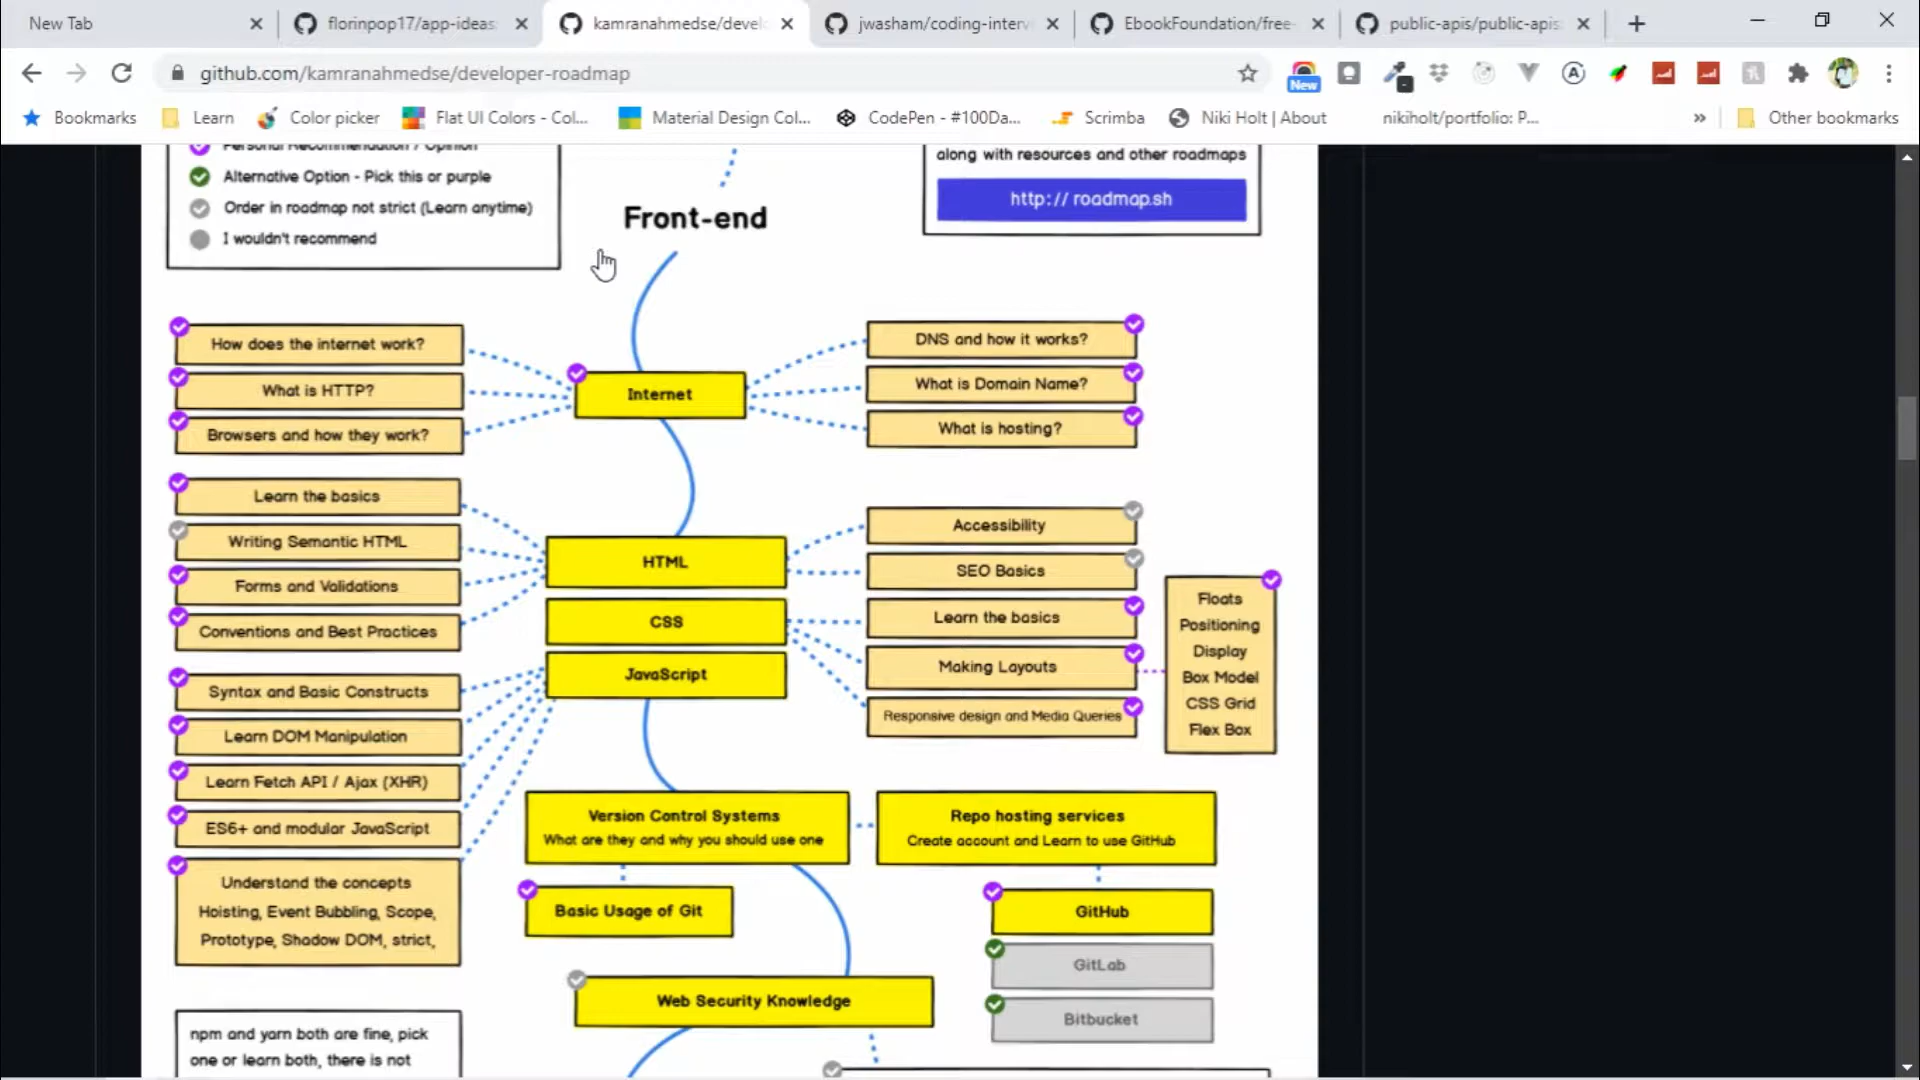 New Tab
florinpop17/app-ideas
kamranahmedse/devel
jwasham/coding-interv
EbookFoundation/free-
public-apis/public-apis
github.com/kamranahmedse/developer-roadmap
New
Bookmarks
Learn
Color picker
Flat UI Colors - Col...
Material Design Col...
CodePen - #100Da...
Scrimba
Niki Holt | About
nikiholt/portfolio: P...
»
Other bookmarks
Personal Recommendation / Opinion
Alternative Option - Pick this or purple
Order in roadmap not strict (Learn anytime)
I wouldn't recommend
Front-end
along with resources and other roadmaps
http:// roadmap.sh
How does the internet work?
What is HTTP?
Browsers and how they work?
Internet
DNS and how it works?
What is Domain Name?
What is hosting?
Learn the basics
Writing Semantic HTML
Forms and Validations
Conventions and Best Practices
HTML
CSS
JavaScript
Accessibility
SEO Basics
Learn the basics
Making Layouts
Responsive design and Media Queries
Floats
Positioning
Display
Box Model
CSS Grid
Flex Box
Syntax and Basic Constructs
Learn DOM Manipulation
Learn Fetch API / Ajax (XHR)
ES6+ and modular JavaScript
Understand the concepts
Hoisting, Event Bubbling, Scope,
Prototype, Shadow DOM, strict,
Version Control Systems
What are they and why you should use one
Repo hosting services
Create account and Learn to use GitHub
Basic Usage of Git
GitHub
GitLab
Bitbucket
Web Security Knowledge
npm and yarn both are fine, pick
one or learn both, there is not